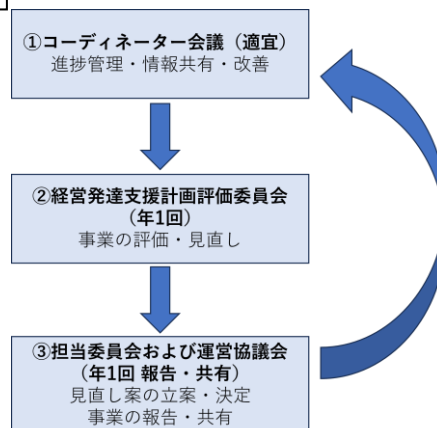 ①コーディネーター会議（適宜）
進捗管理・情報共有・改善
②経営発達支援計画評価委員会
（年1回）
事業の評価・見直し
③担当委員会および運営協議会
（年1回 報告・共有）
見直し案の立案・決定
事業の報告・共有